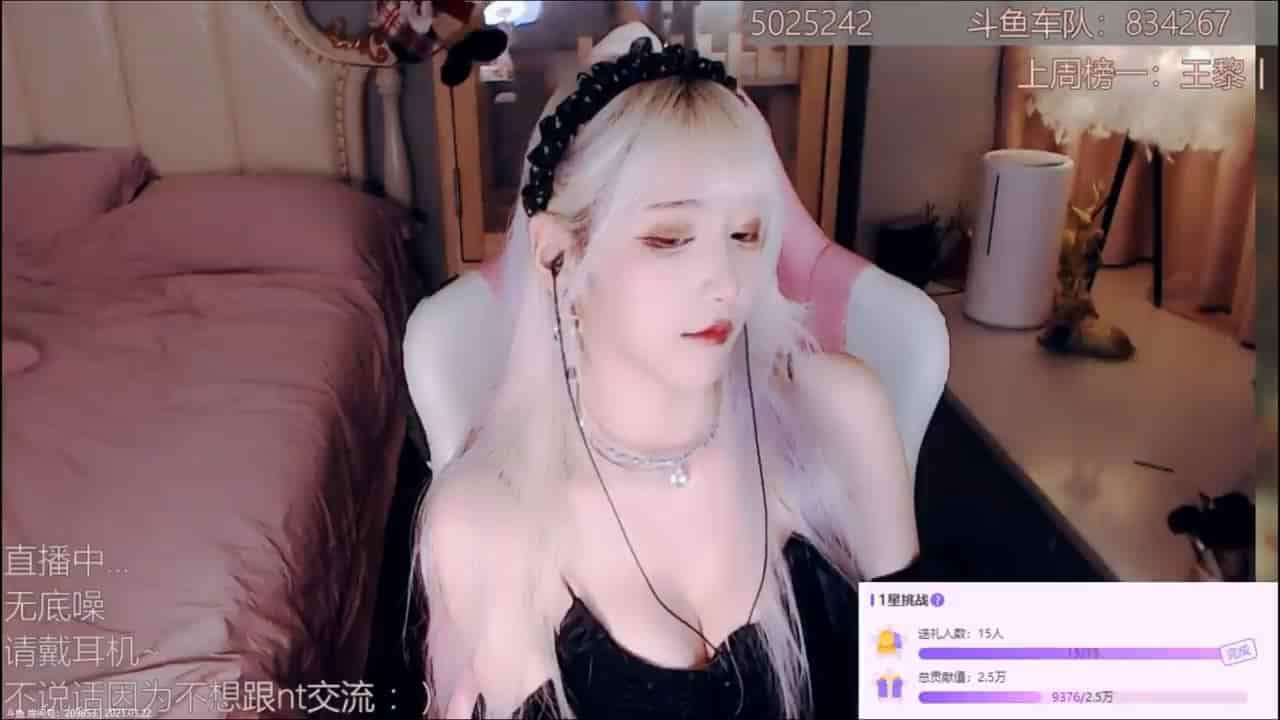 5025242 斗鱼车队：834267
上周榜一：王黎
直播中...
无底噪
请戴耳机~
不说话因为不想跟nt交流：）
1星挑战?
送礼人数：15人
15/15
完成
总贡献值：2.5万
9376/2.5万